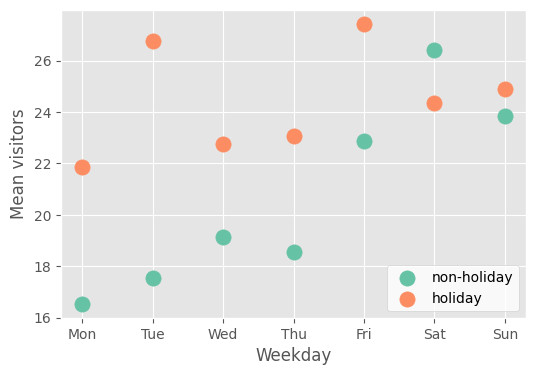 26
24
22
20
18
16
Mean visitors
non-holiday
holiday
Mon Tue Wed Thu Fri Sat Sun
Weekday